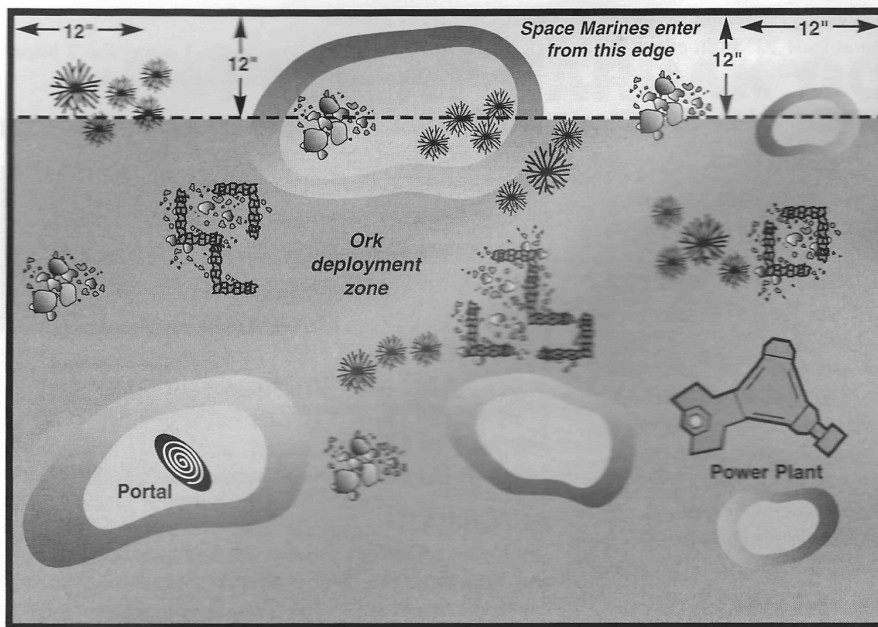 12"
12"
Space Marines enter
from this edge
12"
12"
Ork
deployment
zone
Portal
Power Plant